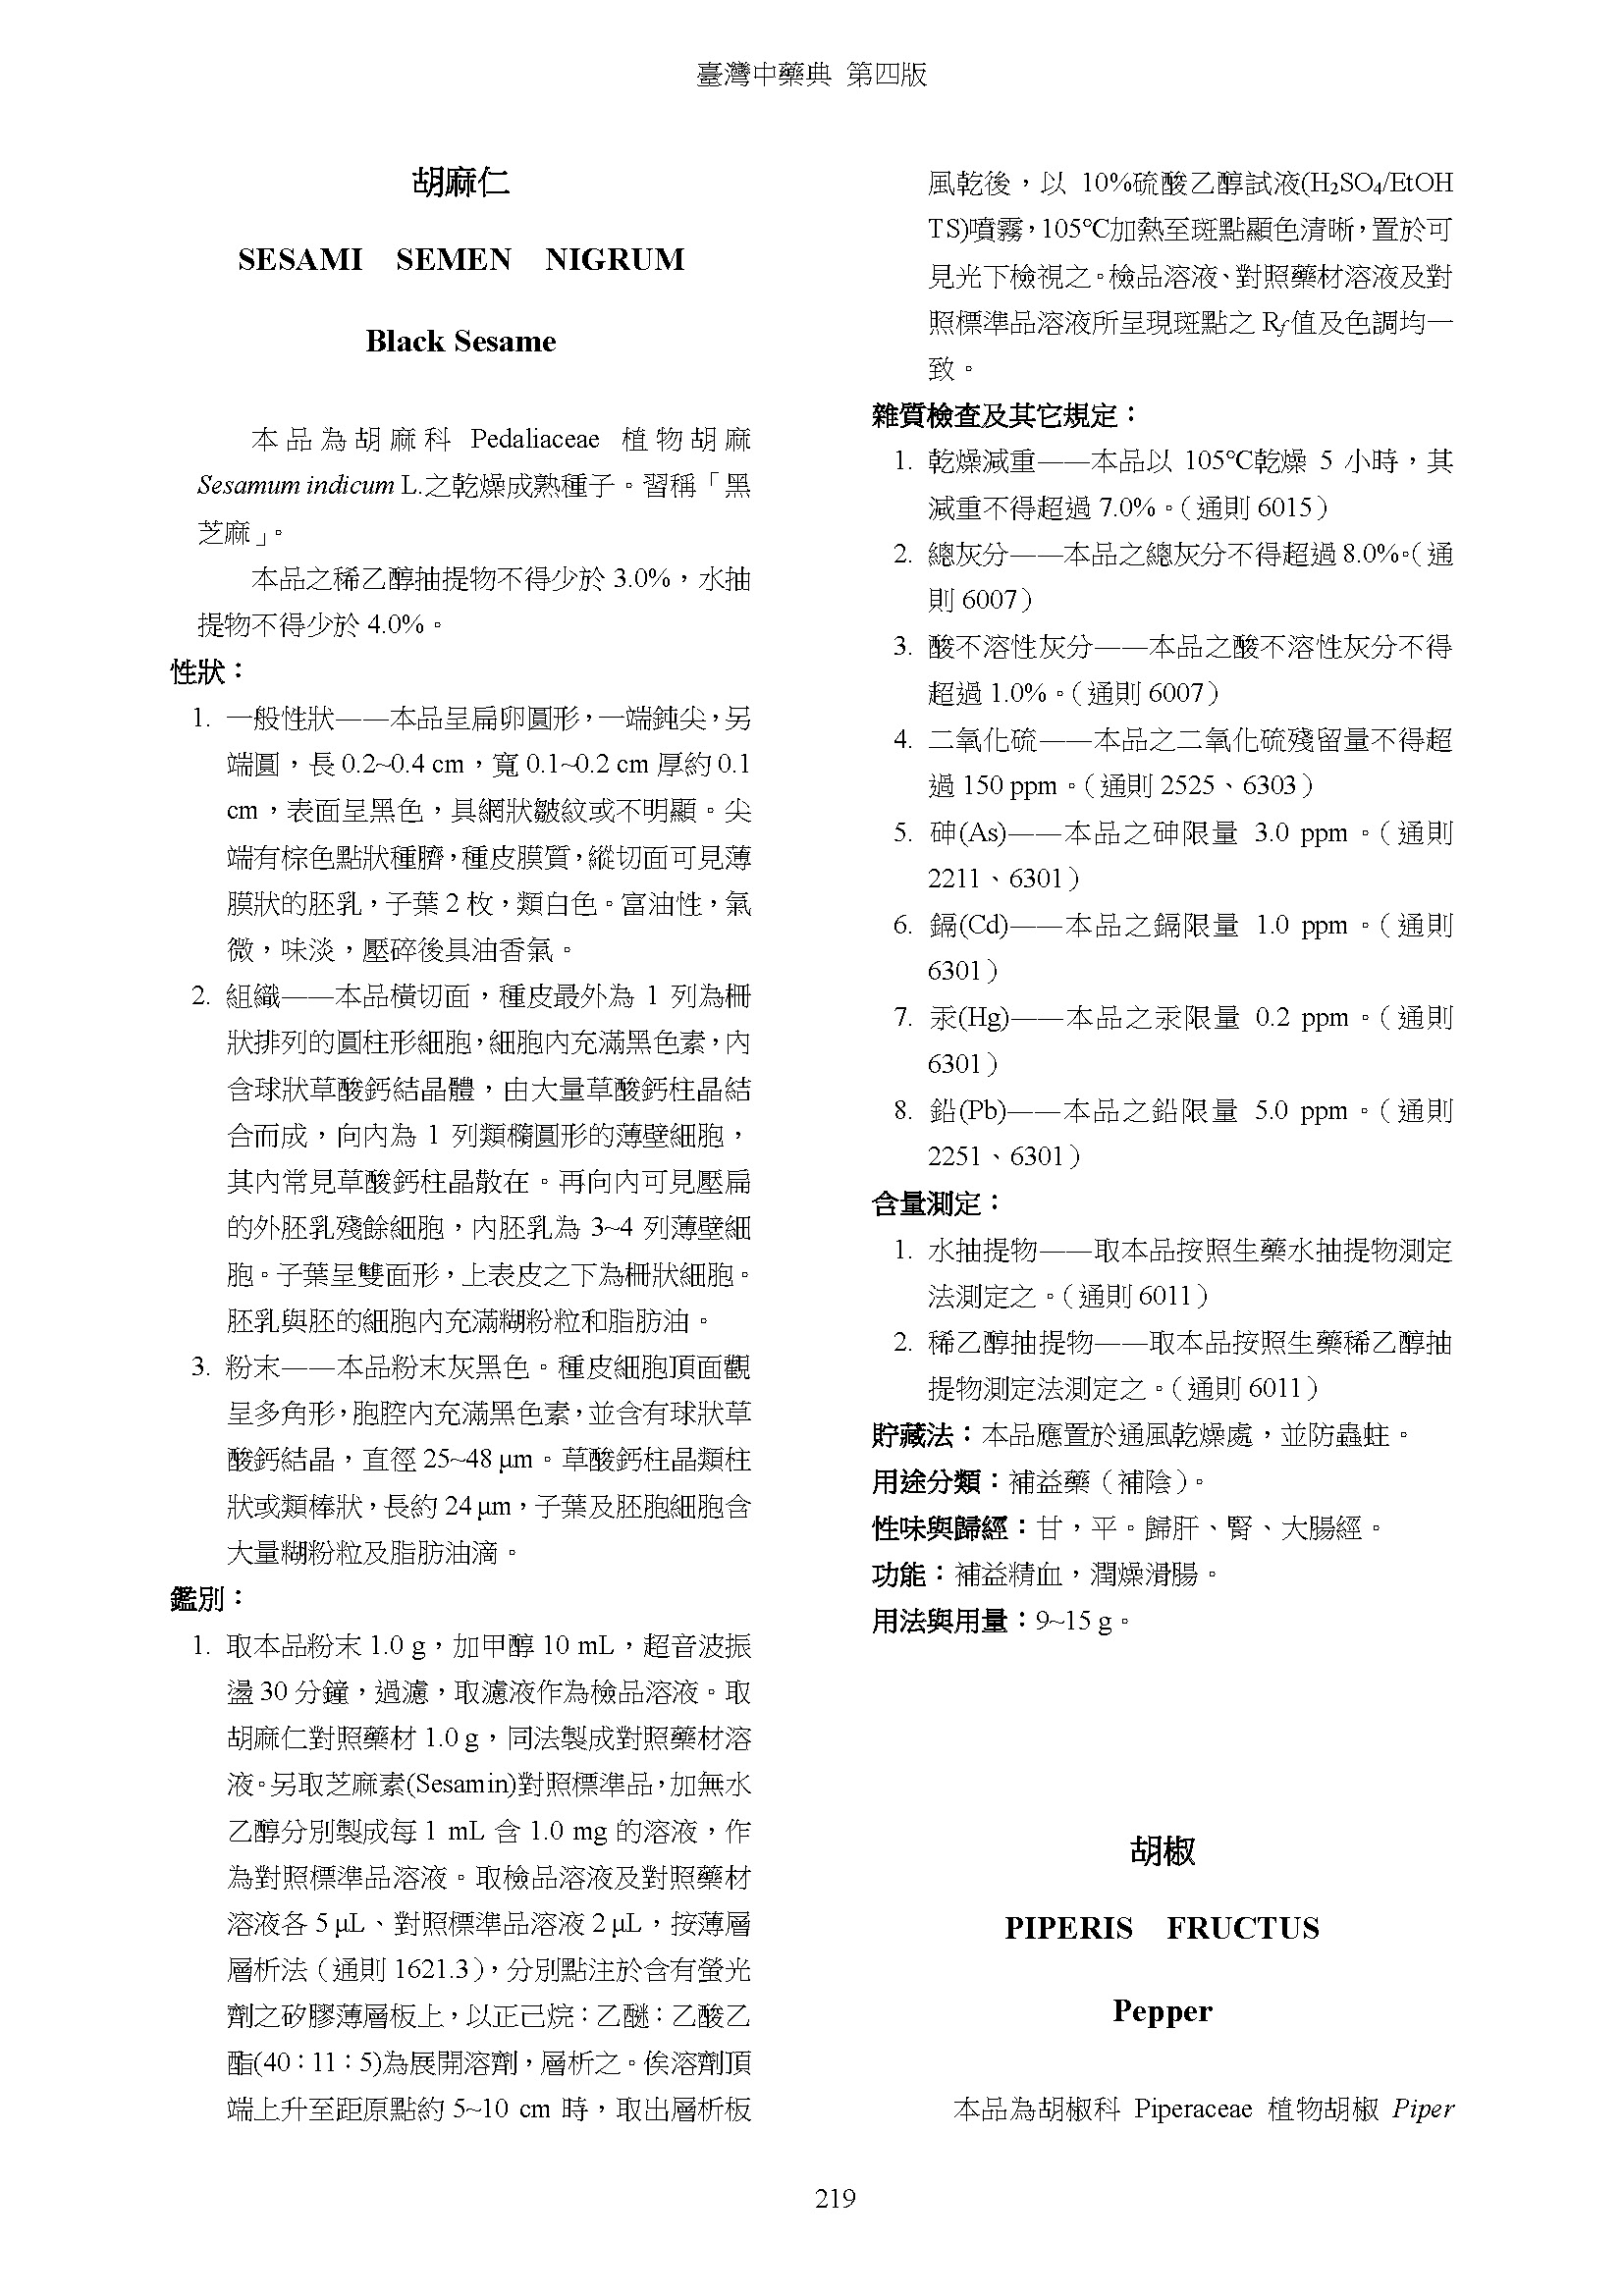 臺灣中藥典 第四版
胡麻仁
SESAMI SEMEN NIGRUM
Black Sesame
本品為胡麻科 Pedaliaceae 植物胡麻
Sesamum indicum L.之乾燥成熟種子。習稱「黑
芝麻」。
本品之稀乙醇抽提物不得少於 3.0%，水抽
提物不得少於 4.0%。
性狀：
1. 一般性狀——本品呈扁卵圓形，一端鈍尖，另
端圓，長 0.2~0.4 cm，寬 0.1~0.2 cm 厚約 0.1
cm，表面呈黑色，具網狀皺紋或不明顯。尖
端有棕色點狀種臍，種皮膜質，縱切面可見薄
膜狀的胚乳，子葉 2 枚，類白色。富油性，氣
微，味淡，壓碎後具油香氣。
2. 組織——本品橫切面，種皮最外為 1 列為柵
狀排列的圓柱形細胞，細胞內充滿黑色素，內
含球狀草酸鈣結晶體，由大量草酸鈣柱晶結
合而成，向內為 1 列類橢圓形的薄壁細胞，
其內常見草酸鈣柱晶散在。再向內可見壓扁
的外胚乳殘餘細胞，內胚乳為 3~4 列薄壁細
胞。子葉呈雙面形，上表皮之下為柵狀細胞。
胚乳與胚的細胞內充滿糊粉粒和脂肪油。
3. 粉末——本品粉末灰黑色。種皮細胞頂面觀
呈多角形，胞腔內充滿黑色素，並含有球狀草
酸鈣結晶，直徑 25~48 μm。草酸鈣柱晶類柱
狀或類棒狀，長約 24 μm，子葉及胚胞細胞含
大量糊粉粒及脂肪油滴。
鑑別：
1. 取本品粉末 1.0 g，加甲醇 10 mL，超音波振
盪 30 分鐘，過濾，取濾液作為檢品溶液。取
胡麻仁對照藥材 1.0 g，同法製成對照藥材溶
液。另取芝麻素(Sesamin)對照標準品，加無水
乙醇分別製成每 1 mL 含 1.0 mg 的溶液，作
為對照標準品溶液。取檢品溶液及對照藥材
溶液各 5 μL、對照標準品溶液 2 μL，按薄層
層析法（通則 1621.3），分別點注於含有螢光
劑之矽膠薄層板上，以正己烷：乙醚：乙酸乙
酯(40：11：5)為展開溶劑，層析之。俟溶劑頂
端上升至距原點約 5~10 cm 時，取出層析板
風乾後，以 10%硫酸乙醇試液(H₂SO₄/EtOH
TS)噴霧，105℃加熱至斑點顯色清晰，置於可
見光下檢視之。檢品溶液、對照藥材溶液及對
照標準品溶液所呈現斑點之 Rf 值及色調均一
致。
雜質檢查及其它規定：
1. 乾燥減重——本品以 105℃乾燥 5 小時，其
減重不得超過 7.0%。（通則 6015）
2. 總灰分——本品之總灰分不得超過 8.0%。（通
則 6007）
3. 酸不溶性灰分——本品之酸不溶性灰分不得
超過 1.0%。（通則 6007）
4. 二氧化硫——本品之二氧化硫殘留量不得超
過 150 ppm。（通則 2525、6303）
5. 砷(As)——本品之砷限量 3.0 ppm。（通則
2211、6301）
6. 鎘(Cd)——本品之鎘限量 1.0 ppm。（通則
6301）
7. 汞(Hg)——本品之汞限量 0.2 ppm。（通則
6301）
8. 鉛(Pb)——本品之鉛限量 5.0 ppm。（通則
2251、6301）
含量測定：
1. 水抽提物——取本品按照生藥水抽提物測定
法測定之。（通則 6011）
2. 稀乙醇抽提物——取本品按照生藥稀乙醇抽
提物測定法測定之。（通則 6011）
貯藏法：本品應置於通風乾燥處，並防蟲蛀。
用途分類：補益藥（補陰）。
性味與歸經：甘，平。歸肝、腎、大腸經。
功能：補益精血，潤燥滑腸。
用法與用量：9~15 g。
胡椒
PIPERIS FRUCTUS
Pepper
本品為胡椒科 Piperaceae 植物胡椒 Piper
219